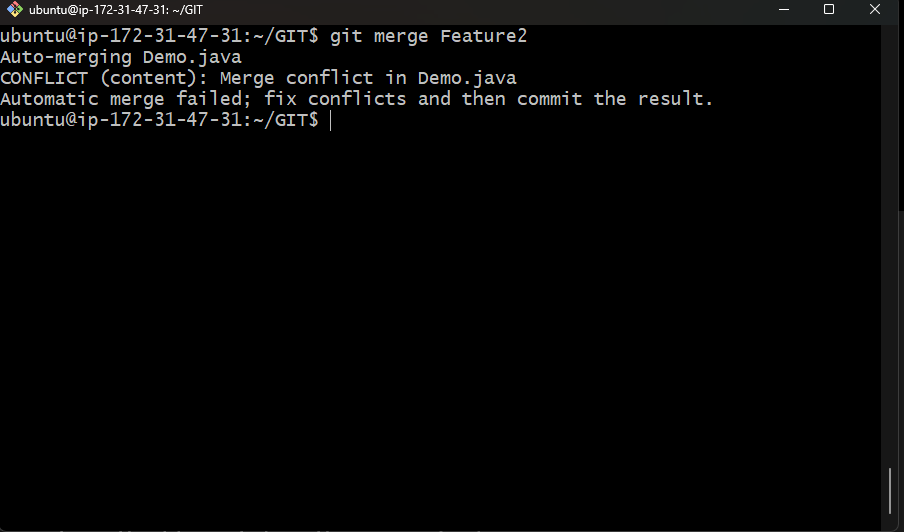 ubuntu@ip-172-31-47-31: ~/GIT
ubuntu@ip-172-31-47-31:~/GIT$ git merge Feature2
Auto-merging Demo.java
CONFLICT (content): Merge conflict in Demo.java
Automatic merge failed; fix conflicts and then commit the result.
ubuntu@ip-172-31-47-31:~/GIT$